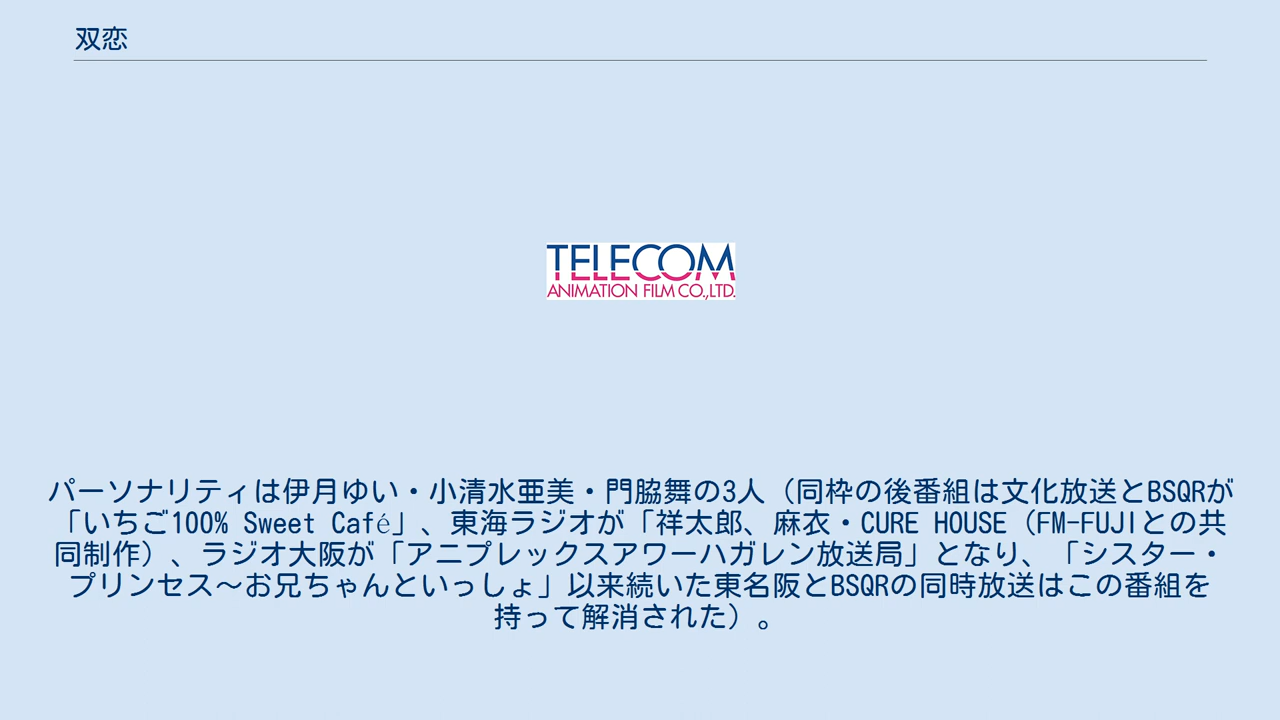 双恋
TELECOM
ANIMATION FILM CO.,LTD.
パーソナリティは伊月ゆい・小清水亜美・門脇舞の3人（同枠の後番組は文化放送とBSQRが
「いちご100% Sweet Café」、東海ラジオが「祥太郎、麻衣・CURE HOUSE（FM-FUJIとの共
同制作）、ラジオ大阪が「アニプレックスアワーハガレン放送局」となり、「シスター・
プリンセス〜お兄ちゃんといっしょ」以来続いた東名阪とBSQRの同時放送はこの番組を
持って解消された）。